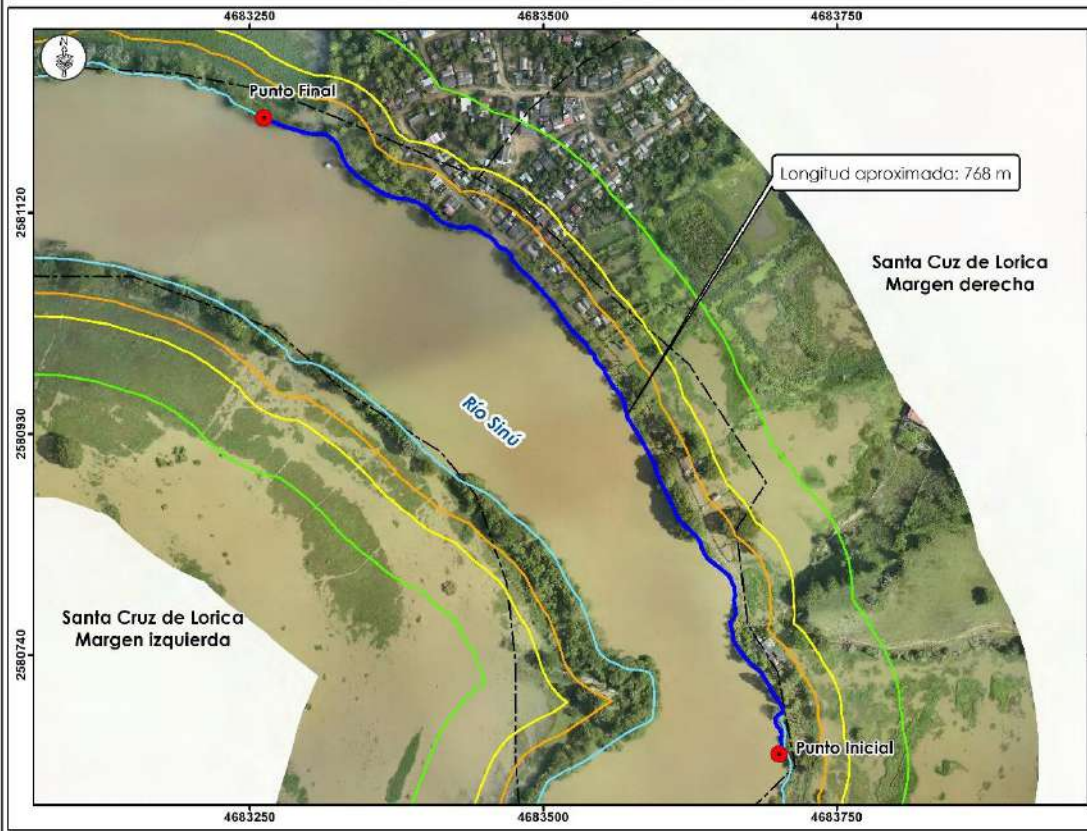 4683250 4683500 4683750
N
Punto Final
Longitud aproximada: 768 m
2581120
Santa Cuz de Lorica
Margen derecha
Río Sinú
2580930
Santa Cruz de Lorica
Margen izquierda
2580740
Punto Inicial
4683250 4683500 4683750